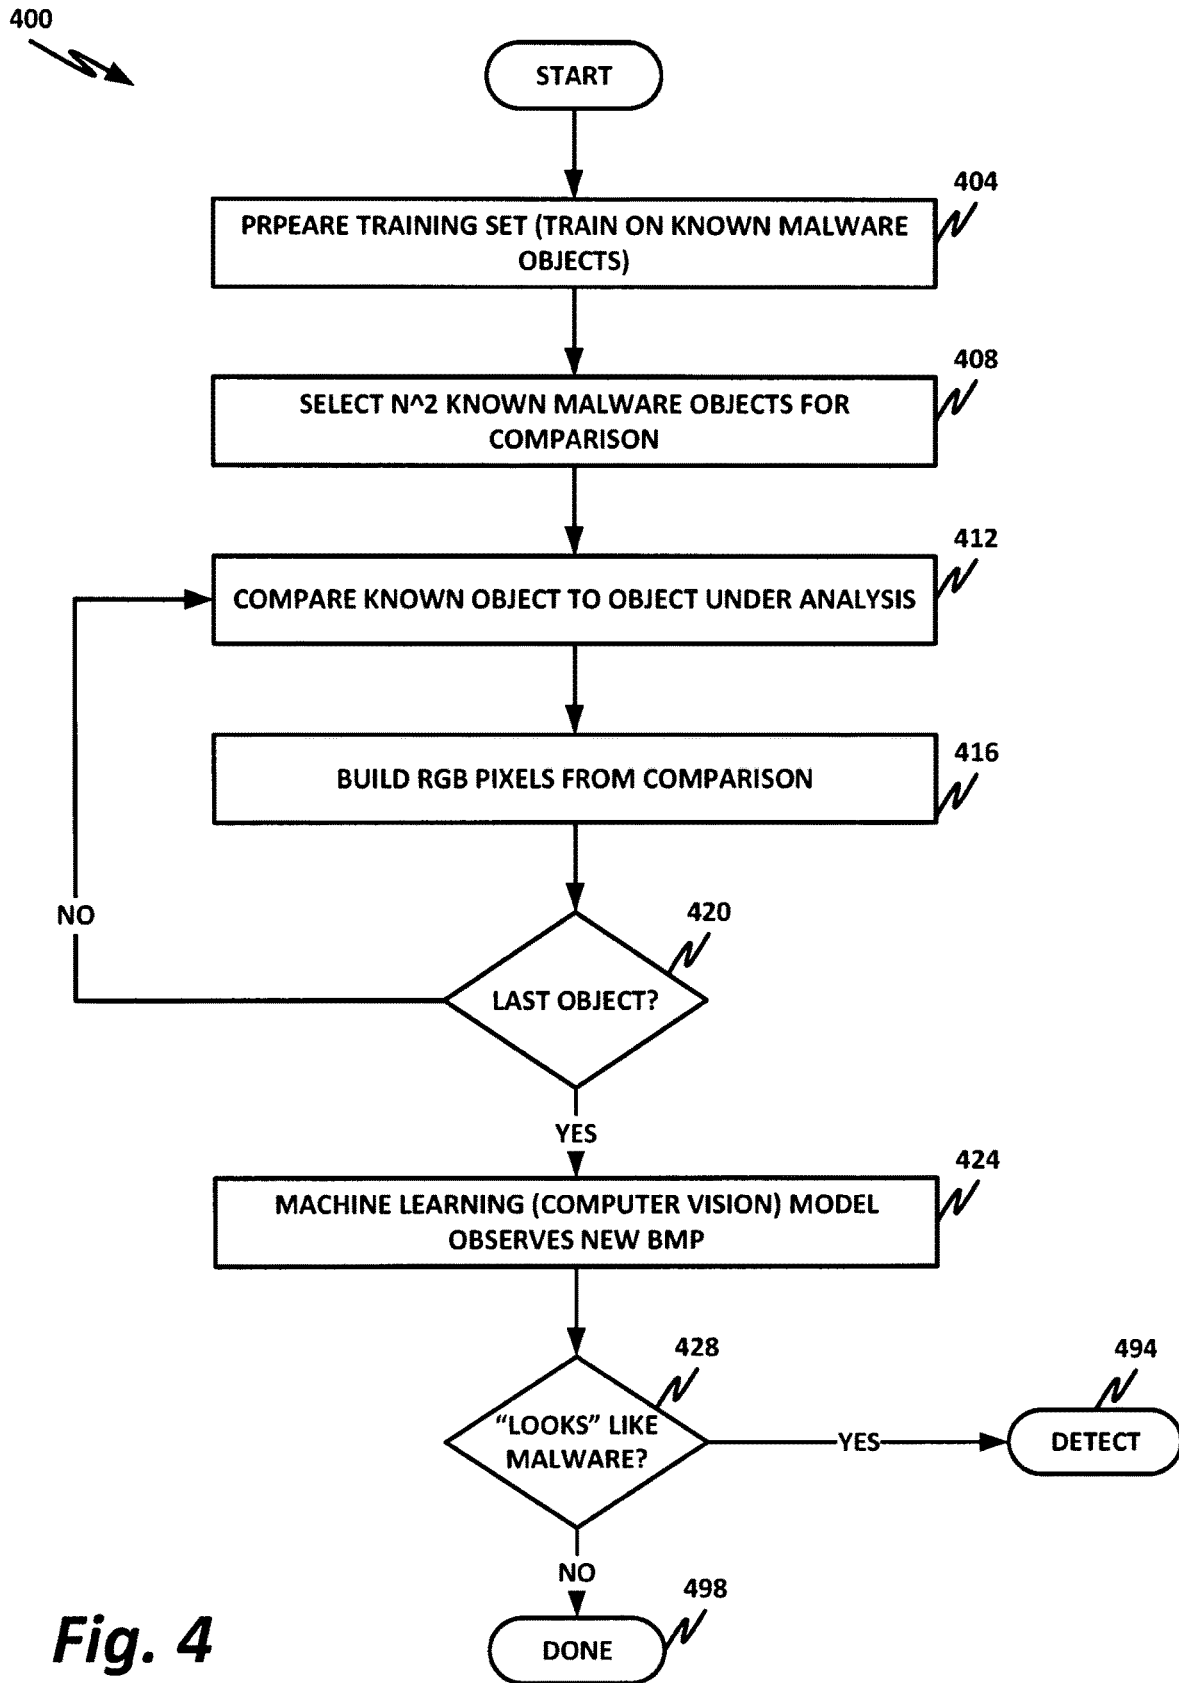 400
START
404
PRPEARE TRAINING SET (TRAIN ON KNOWN MALWARE
OBJECTS)
408
SELECT N^2 KNOWN MALWARE OBJECTS FOR
COMPARISON
412
COMPARE KNOWN OBJECT TO OBJECT UNDER ANALYSIS
416
BUILD RGB PIXELS FROM COMPARISON
420
NO
LAST OBJECT?
YES
424
MACHINE LEARNING (COMPUTER VISION) MODEL
OBSERVES NEW BMP
428
494
“LOOKS” LIKE
MALWARE?
YES
DETECT
NO
498
DONE
Fig. 4